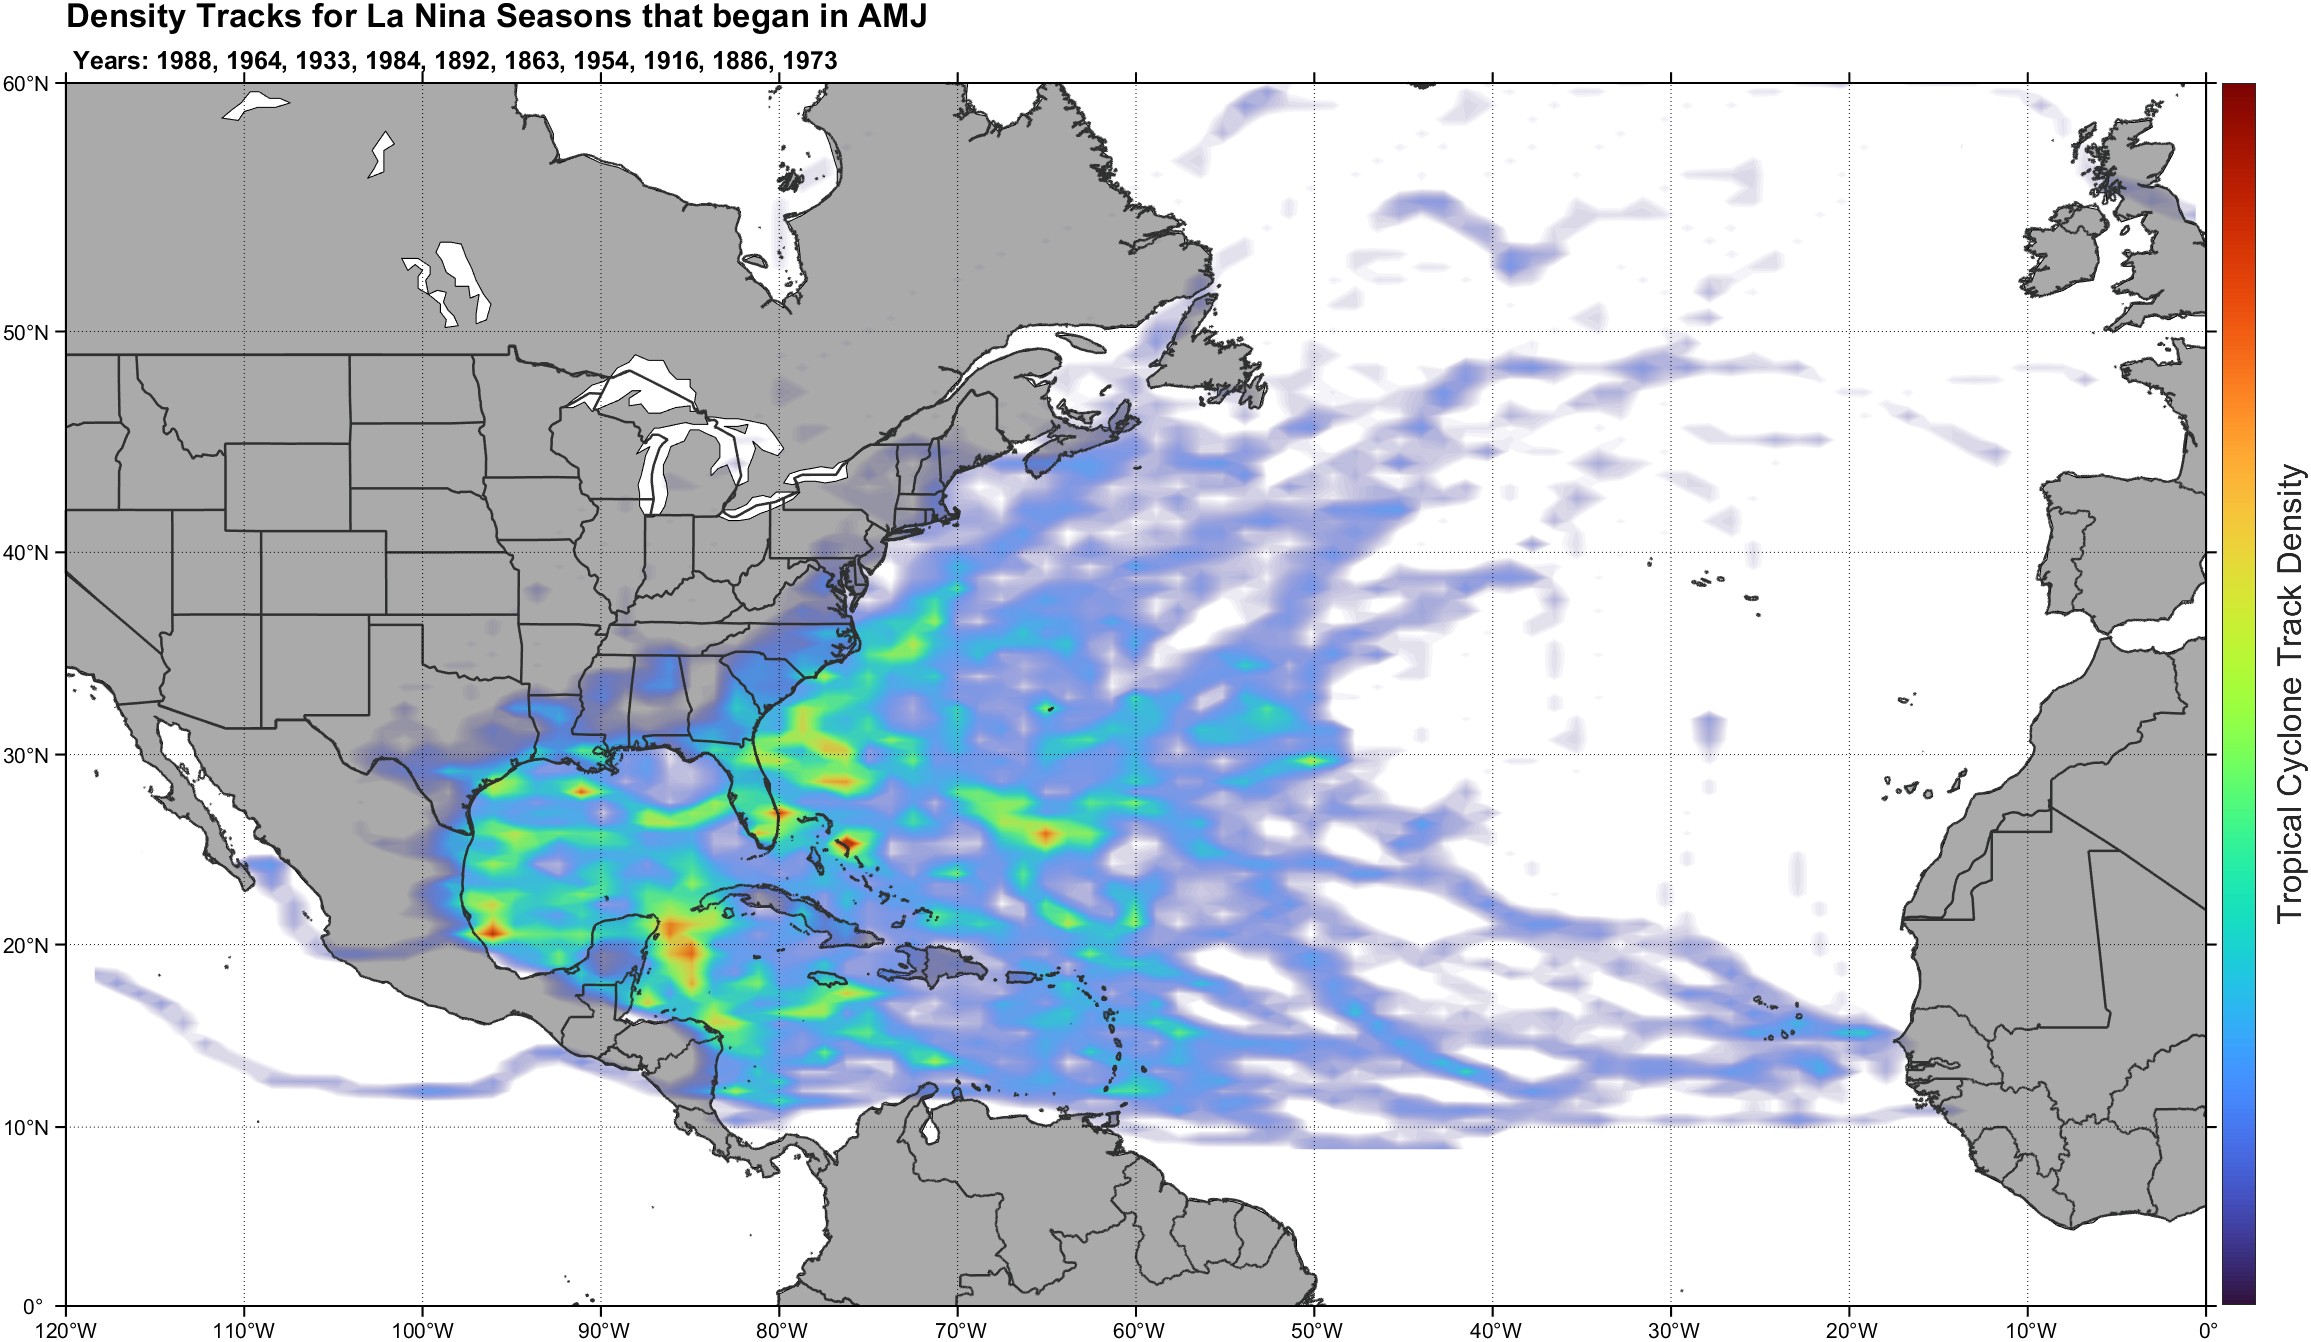 Density Tracks for La Nina Seasons that began in AMJ
Years: 1988, 1964, 1933, 1984, 1892, 1863, 1954, 1916, 1886, 1973
60°N
50°N
40°N
30°N
20°N
10°N
0°
120°W 110°W 100°W 90°W 80°W 70°W 60°W 50°W 40°W 30°W 20°W 10°W 0°
Tropical Cyclone Track Density